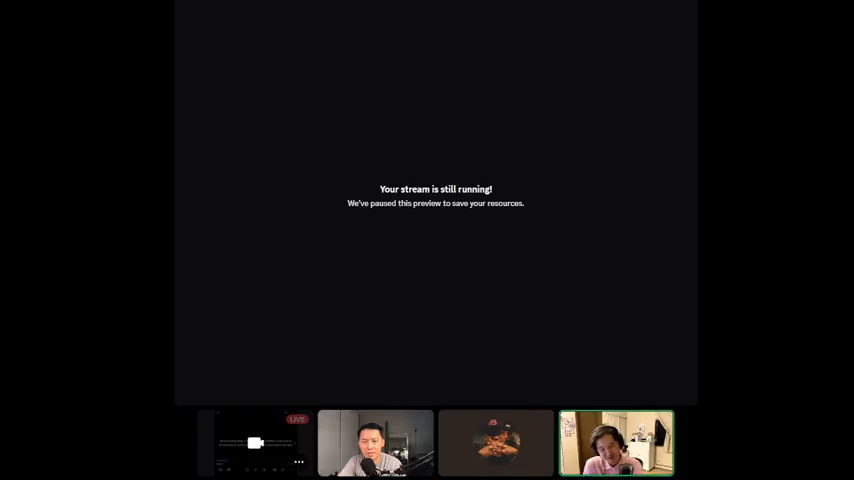 Your stream is still running!
We've paused this preview to save your resources.
LIVE